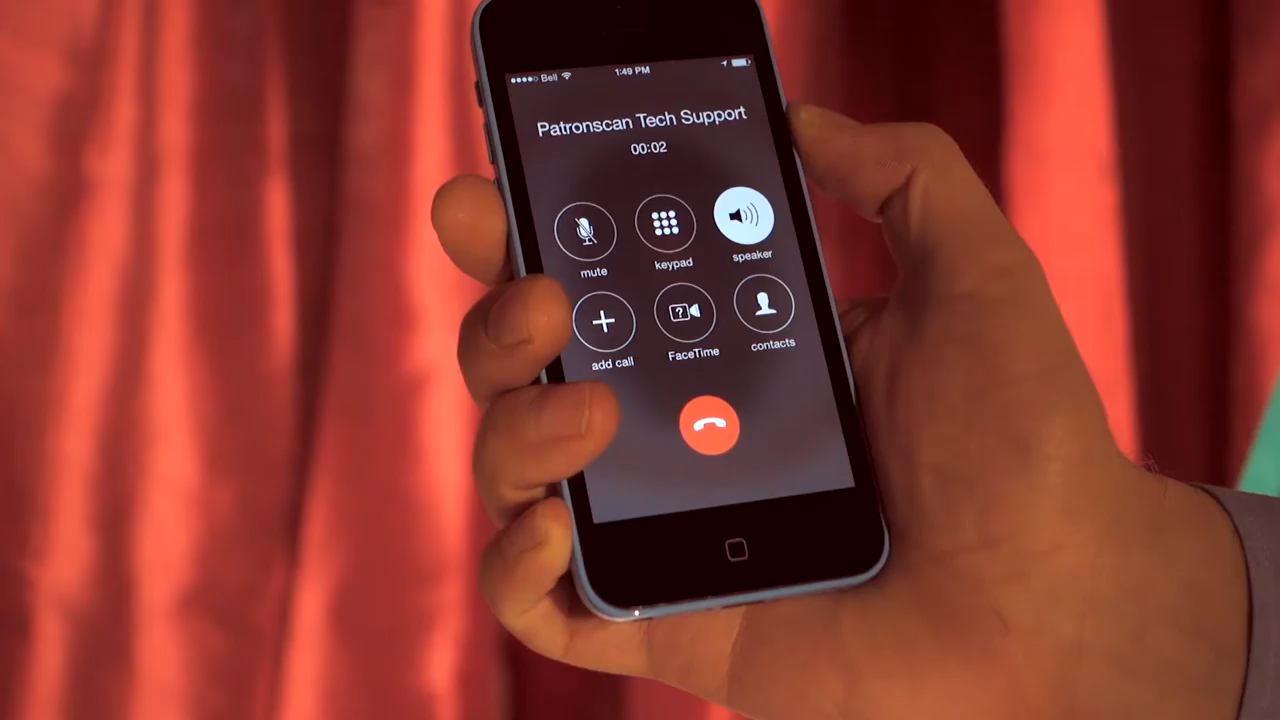 Bell 1:49 PM
Patronscan Tech Support
00:02
mute keypad speaker
?
add call FaceTime contacts